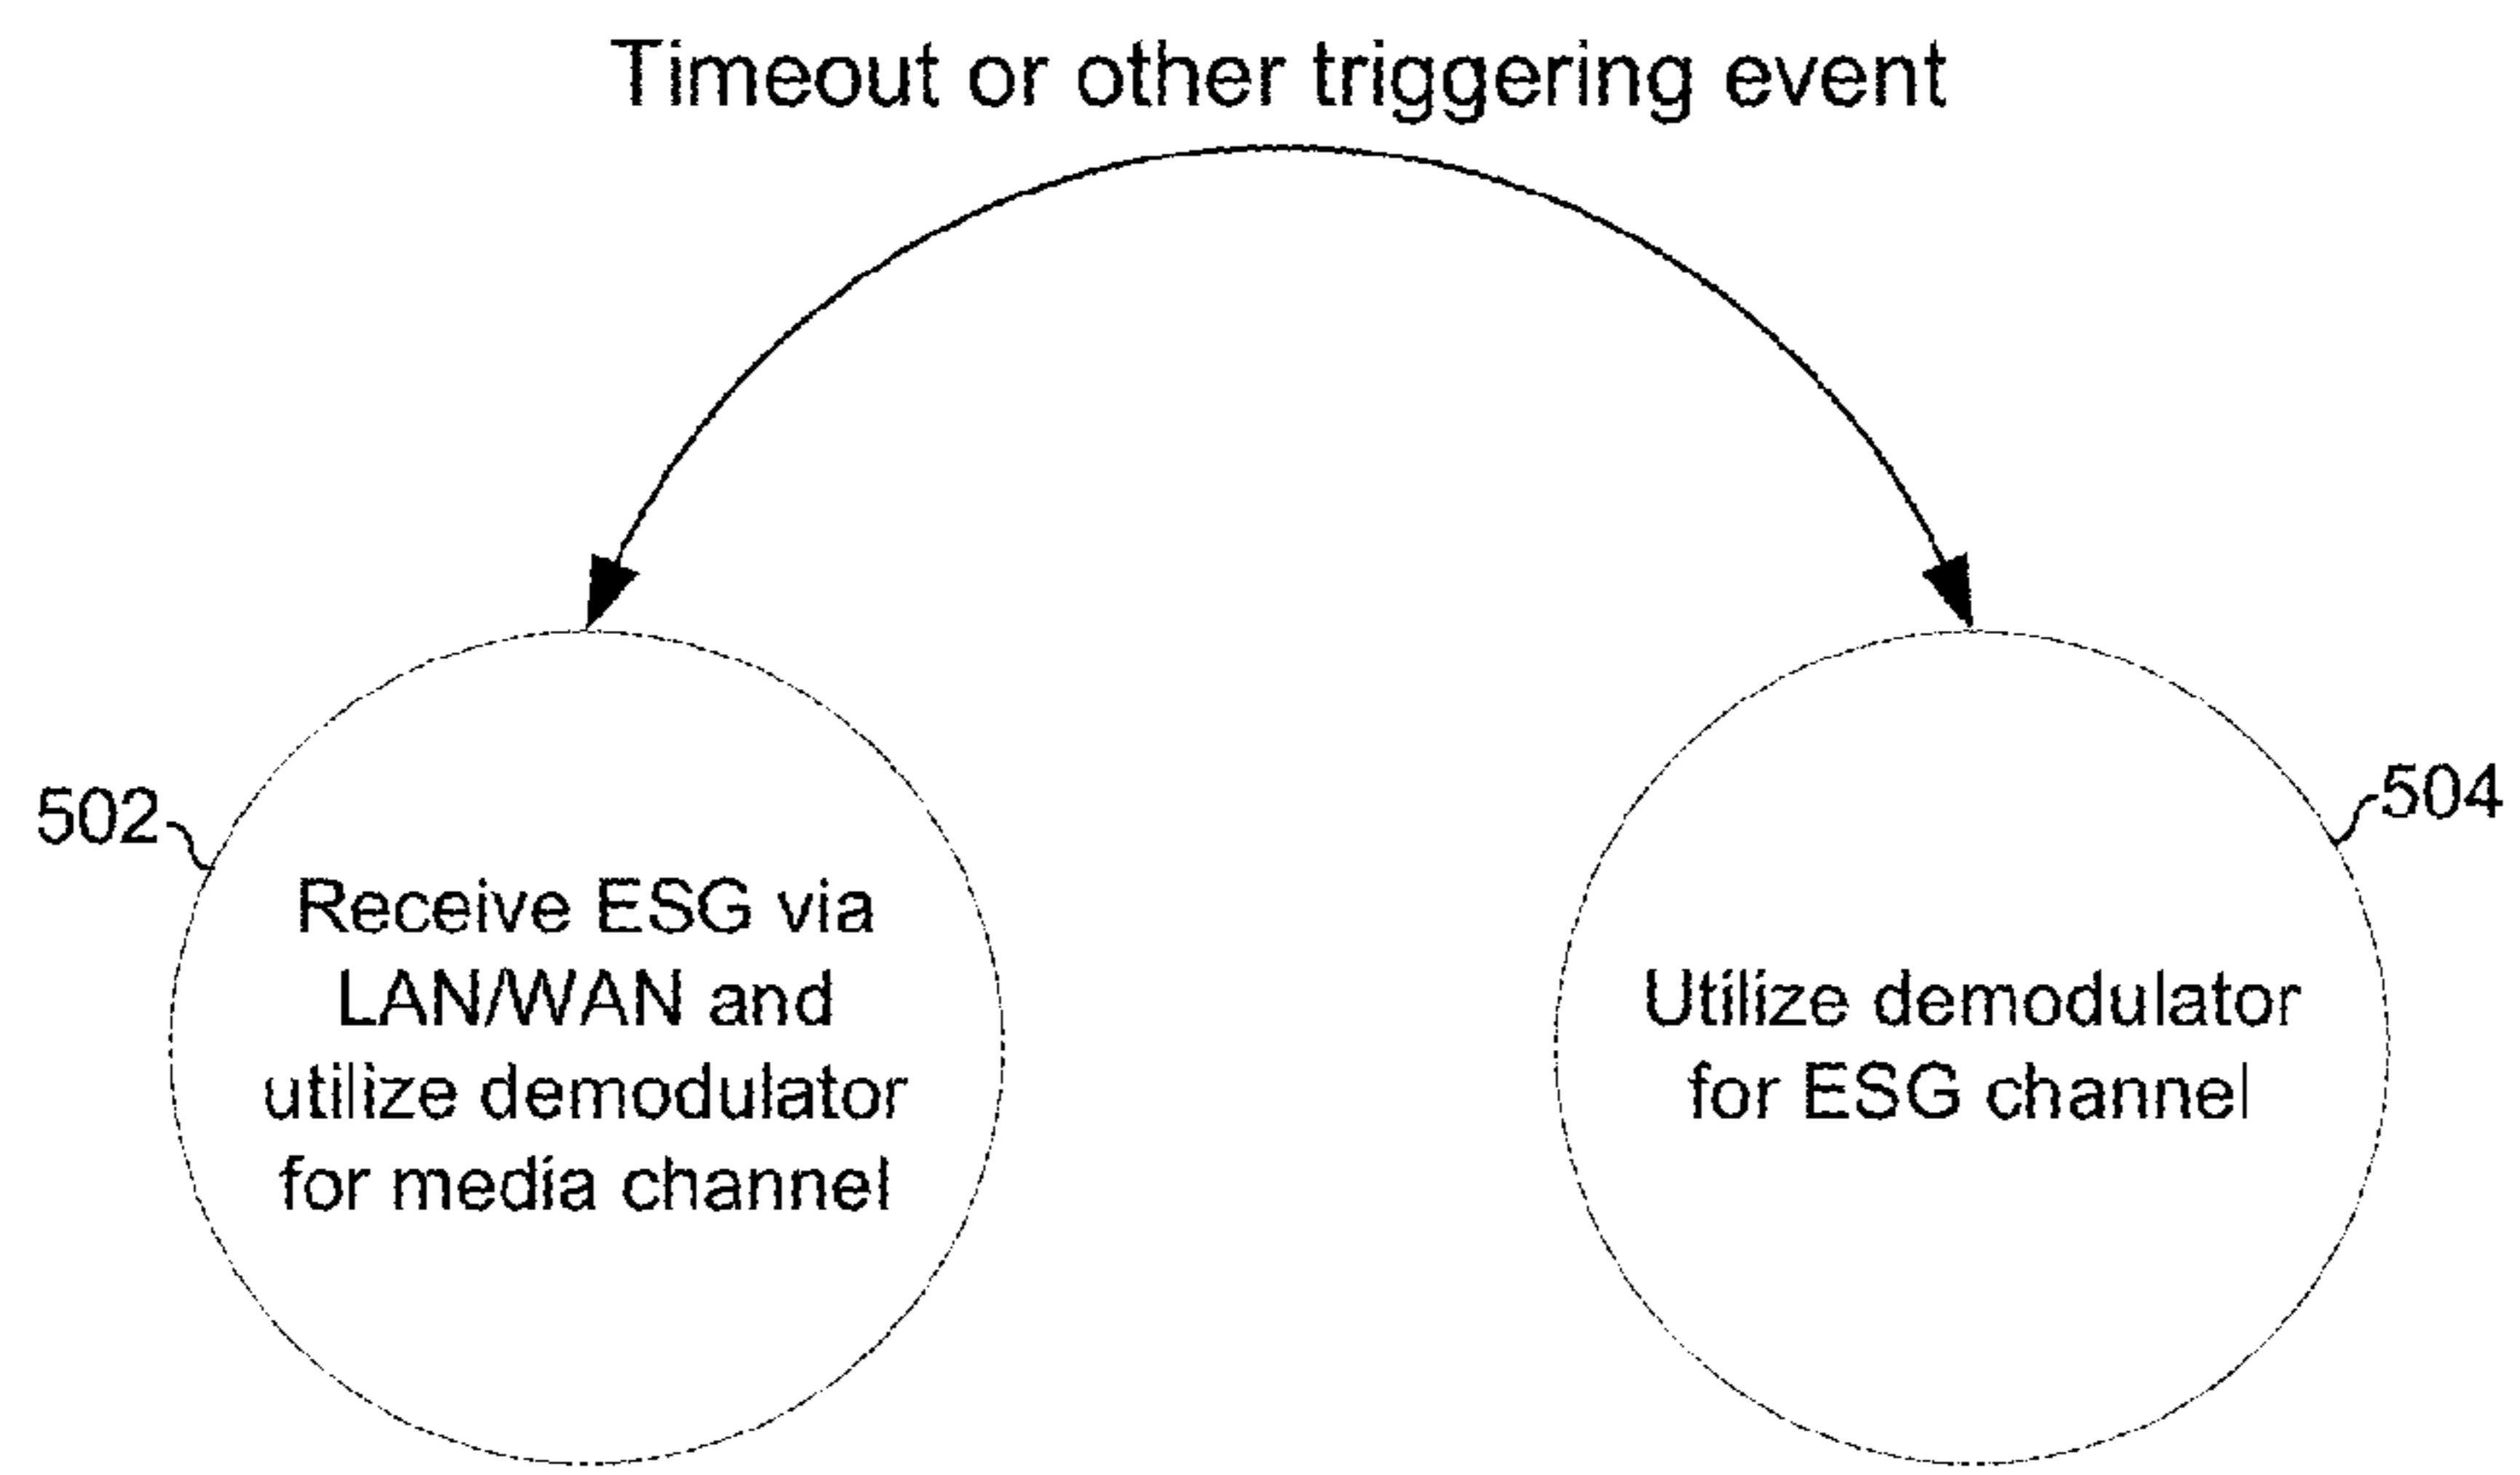 Timeout or other triggering event
502
504
Receive ESG via
LAN/WAN and
utilize demodulator
for media channel
Utilize demodulator
for ESG channel